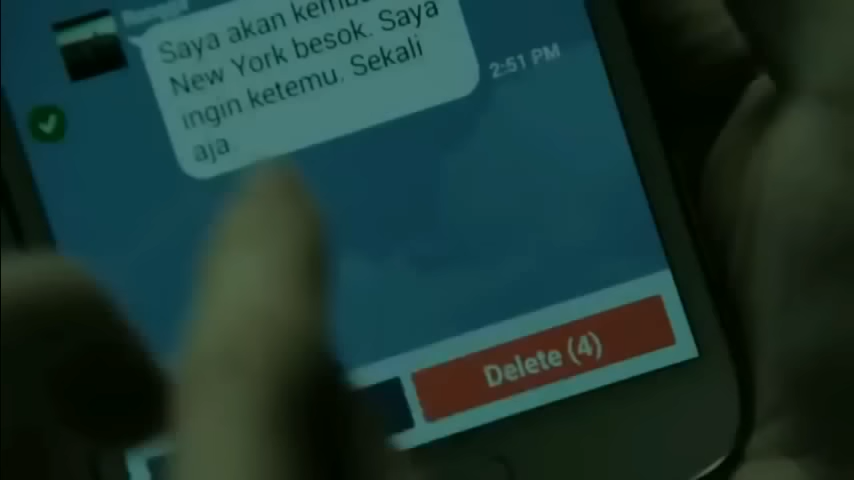 Saya akan
New York besok. Saya
ingin ketemu. Sekali
aja
2:51 PM
Delete (4)